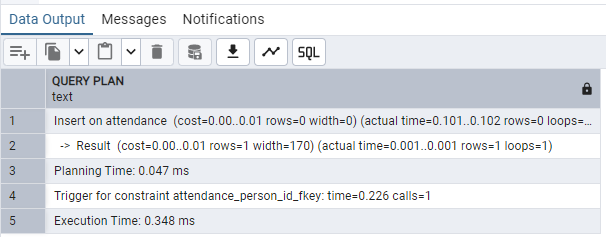 Data Output Messages Notifications
SQL
QUERY PLAN
text
1 Insert on attendance (cost=0.00..0.01 rows=0 width=0) (actual time=0.101..0.102 rows=0 loops=...
2 -> Result (cost=0.00..0.01 rows=1 width=170) (actual time=0.001..0.001 rows=1 loops=1)
3 Planning Time: 0.047 ms
4 Trigger for constraint attendance_person_id_fkey: time=0.226 calls=1
5 Execution Time: 0.348 ms